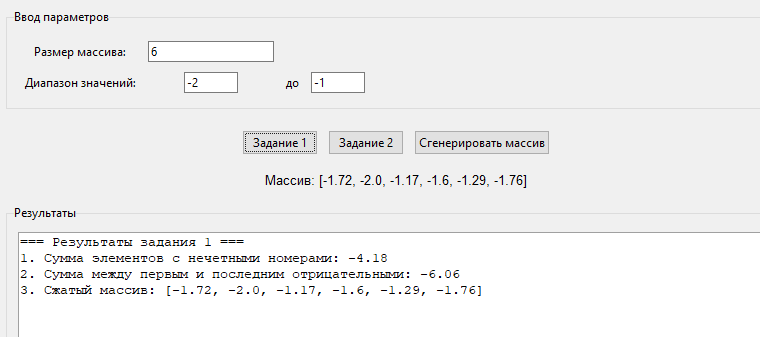 Ввод параметров
Размер массива: 6
Диапазон значений: -2 до -1
Задание 1 Задание 2 Сгенерировать массив
Массив: [-1.72, -2.0, -1.17, -1.6, -1.29, -1.76]
Результаты
=== Результаты задания 1 ===
1. Сумма элементов с нечетными номерами: -4.18
2. Сумма между первым и последним отрицательными: -6.06
3. Сжатый массив: [-1.72, -2.0, -1.17, -1.6, -1.29, -1.76]